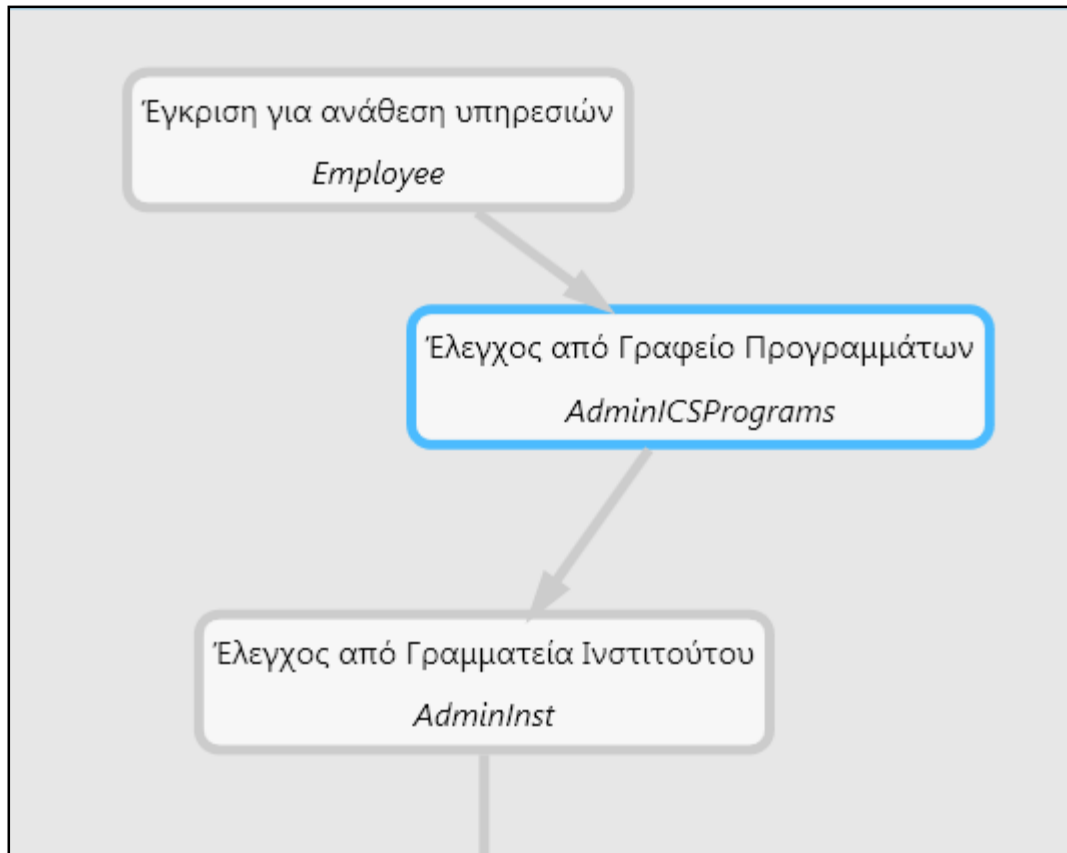 Έγκριση για ανάθεση υπηρεσιών
Employee
Έλεγχος από Γραφείο Προγραμμάτων
AdminICSPrograms
Έλεγχος από Γραμματεία Ινστιτούτου
AdminInst